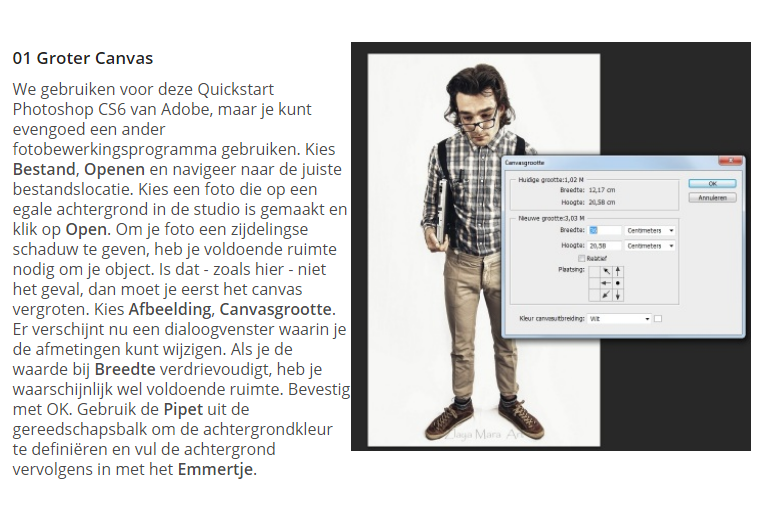 01 Groter Canvas
We gebruiken voor deze Quickstart
Photoshop CS6 van Adobe, maar je kunt
evengoed een ander
fotobewerkingsprogramma gebruiken. Kies
Bestand, Openen en navigeer naar de juiste
bestandslocatie. Kies een foto die op een
egale achtergrond in de studio is gemaakt en
klik op Open. Om je foto een zijdelingse
schaduw te geven, heb je voldoende ruimte
nodig om je object. Is dat - zoals hier - niet
het geval, dan moet je eerst het canvas
vergroten. Kies Afbeelding, Canvasgrootte.
Er verschijnt nu een dialoogvenster waarin je
de afmetingen kunt wijzigen. Als je de
waarde bij Breedte verdrievoudigt, heb je
waarschijnlijk wel voldoende ruimte. Bevestig
met OK. Gebruik de Pipet uit de
gereedschapsbalk om de achtergrondkleur
te definiëren en vul de achtergrond
vervolgens in met het Emmertje.
Canvasgrootte
Huidige grootte:1,02 M
Breedte: 12,17 cm
Hoogte: 20,58 cm
OK
Annuleren
Nieuwe grootte:3,03 M
Breedte: Centimeters
Hoogte: 20,58 Centimeters
Relatief
Plaatsing:
Kleur canvasuitbreiding: Wit
Jaya Mara Art